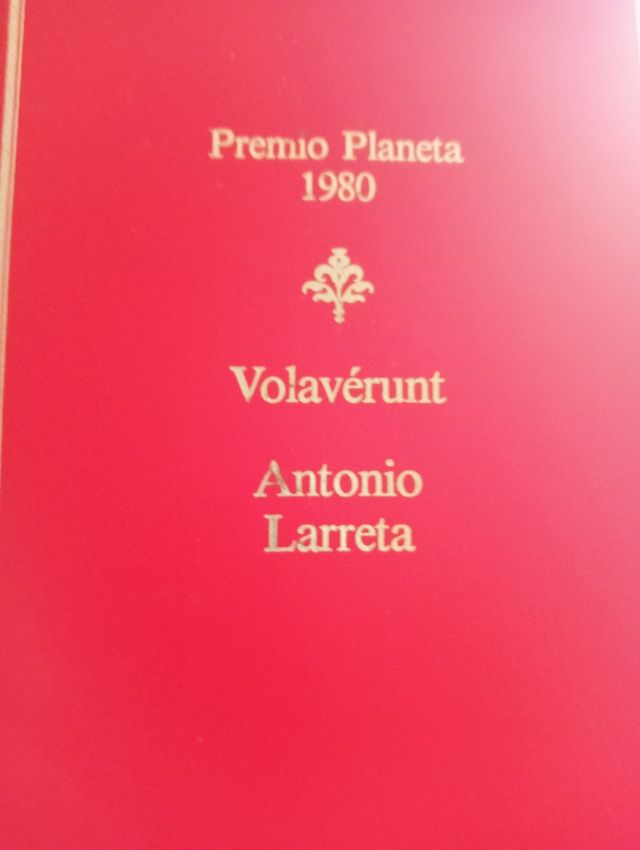 Premio Planeta
1980
Volavérunt
Antonio
Larreta